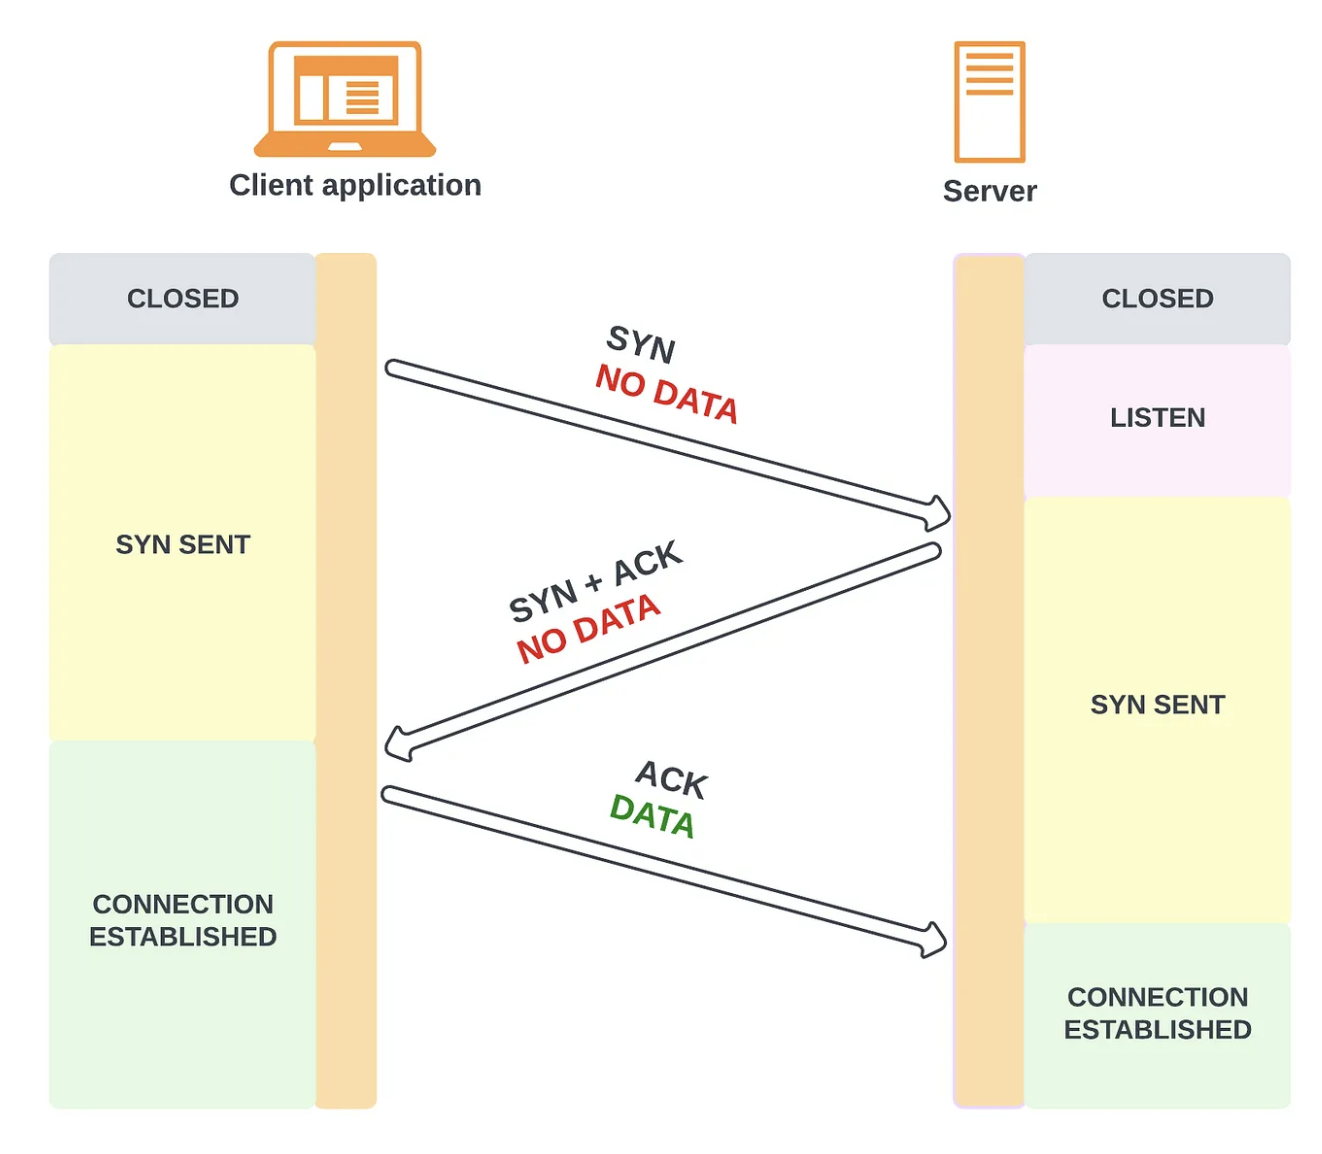 Client application
Server
CLOSED
CLOSED
SYN
NO DATA
LISTEN
SYN SENT
SYN + ACK
NO DATA
SYN SENT
ACK
DATA
CONNECTION
ESTABLISHED
CONNECTION
ESTABLISHED